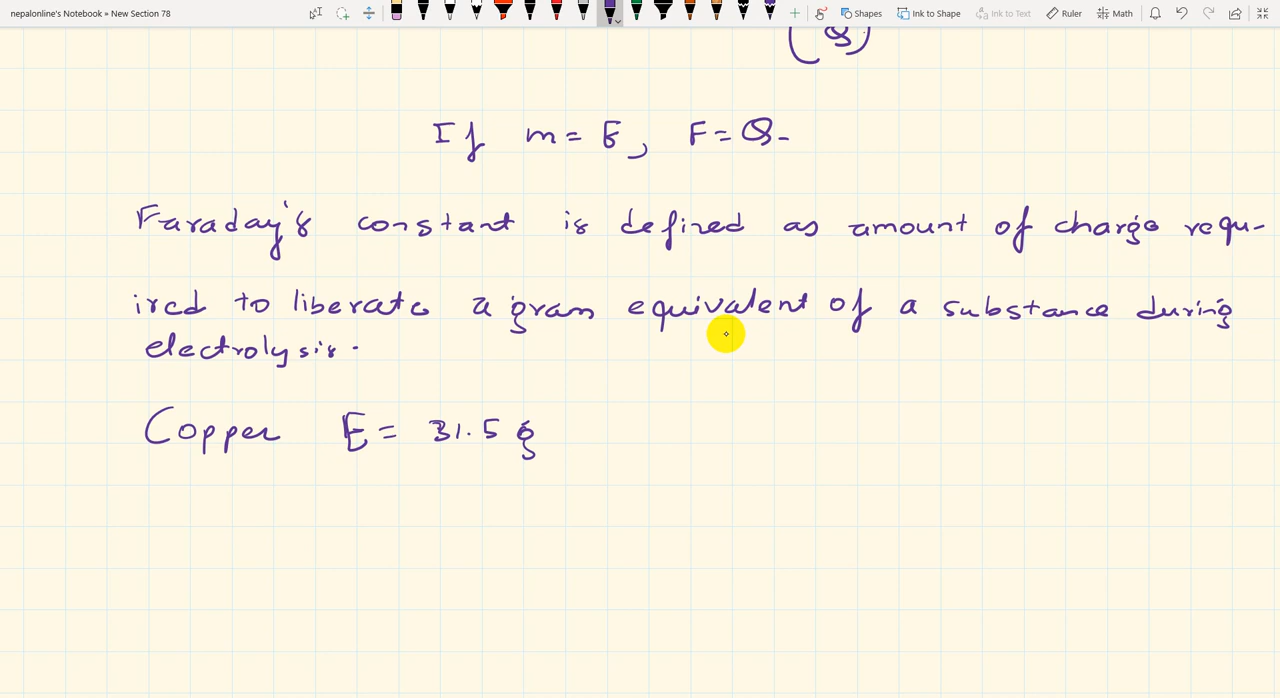 nepalonline's Notebook » New Section 78
Shapes Ink to Shape Ink to Text Ruler Math
(Q)
If m = E, F = Q.
Faraday's constant is defined as amount of charge requ-
ired to liberate a gram equivalent of a substance during
electrolysis.
Copper E = 31.5 g